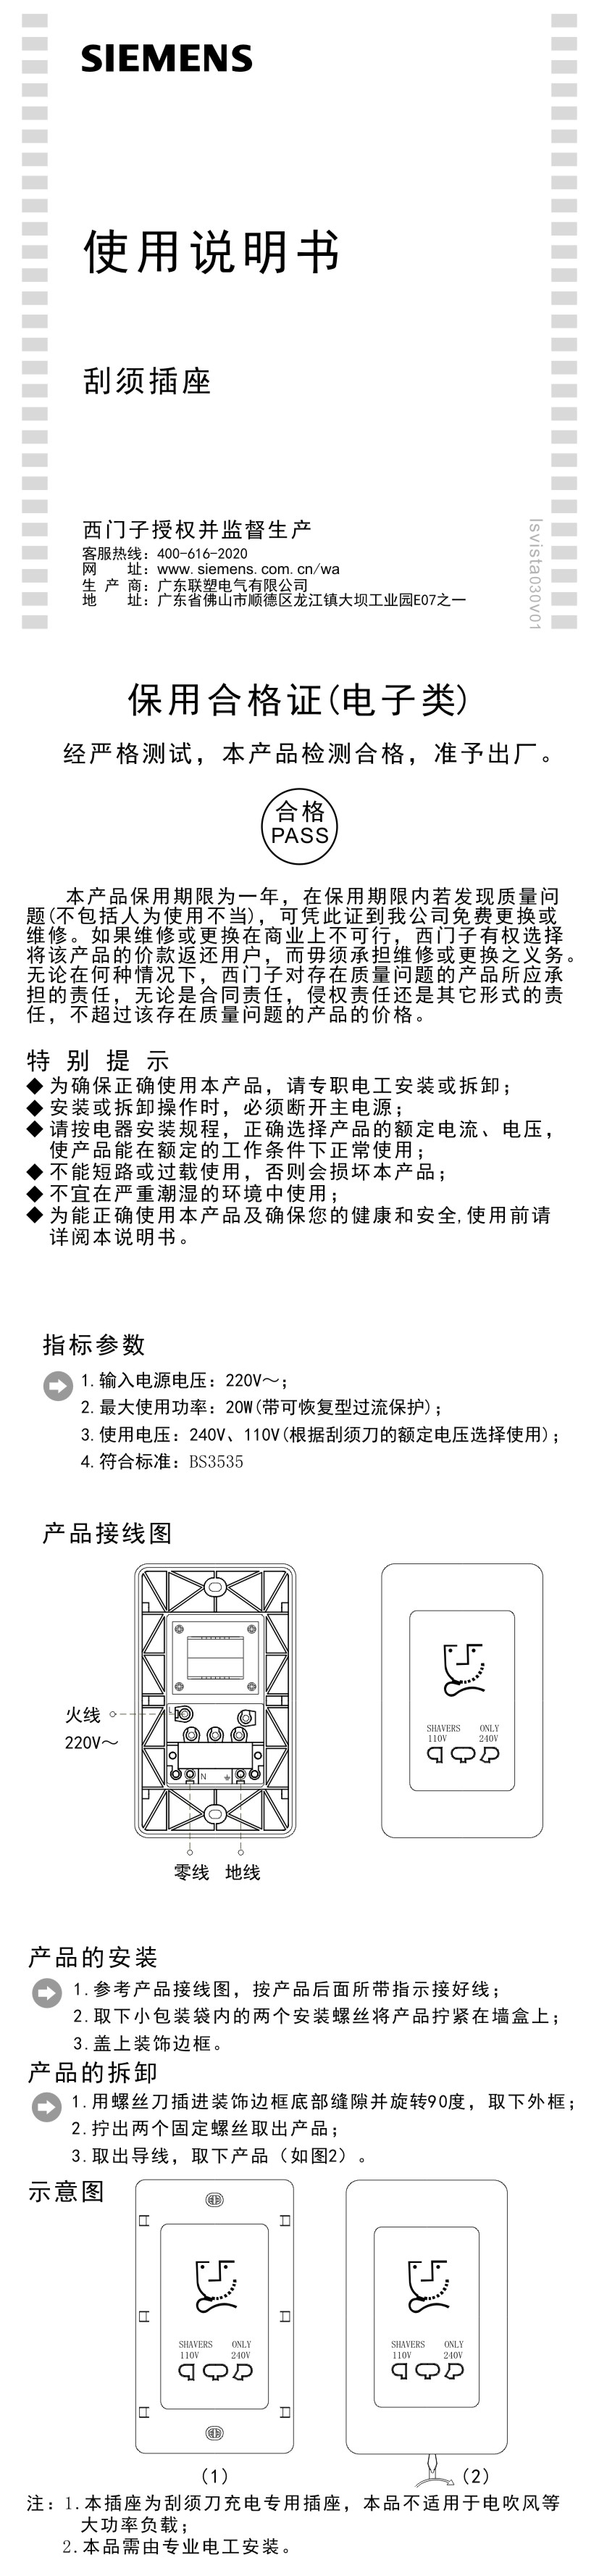 SIEMENS
使用说明书
刮须插座
西门子授权并监督生产
客服热线：400-616-2020
网　　址：www.siemens.com.cn/wa
生 产 商：广东联塑电气有限公司
地　　址：广东省佛山市顺德区龙江镇大坝工业园E07之一
lsvista030v01
保用合格证(电子类)
经严格测试，本产品检测合格，准予出厂。
合格
PASS
本产品保用期限为一年，在保用期限内若发现质量问
题(不包括人为使用不当)，可凭此证到我公司免费更换或
维修。如果维修或更换在商业上不可行，西门子有权选择
将该产品的价款返还用户，而毋须承担维修或更换之义务。
无论在何种情况下，西门子对存在质量问题的产品所应承
担的责任，无论是合同责任，侵权责任还是其它形式的责
任，不超过该存在质量问题的产品的价格。
特 别 提 示
◆ 为确保正确使用本产品，请专职电工安装或拆卸；
◆ 安装或拆卸操作时，必须断开主电源；
◆ 请按电器安装规程，正确选择产品的额定电流、电压，
使产品能在额定的工作条件下正常使用；
◆ 不能短路或过载使用，否则会损坏本产品；
◆ 不宜在严重潮湿的环境中使用；
◆ 为能正确使用本产品及确保您的健康和安全,使用前请
详阅本说明书。
指标参数
1.输入电源电压：220V～；
2.最大使用功率：20W(带可恢复型过流保护)；
3.使用电压：240V、110V(根据刮须刀的额定电压选择使用)；
4.符合标准：BS3535
产品接线图
火线
220V～
L
N
零线 地线
SHAVERS ONLY
110V 240V
产品的安装
1.参考产品接线图，按产品后面所带指示接好线；
2.取下小包装袋内的两个安装螺丝将产品拧紧在墙盒上；
3.盖上装饰边框。
产品的拆卸
1.用螺丝刀插进装饰边框底部缝隙并旋转90度，取下外框；
2.拧出两个固定螺丝取出产品；
3.取出导线，取下产品（如图2）。
示意图
SHAVERS ONLY
110V 240V
SHAVERS ONLY
110V 240V
（1）
（2）
注：1.本插座为刮须刀充电专用插座，本品不适用于电吹风等
大功率负载；
2.本品需由专业电工安装。